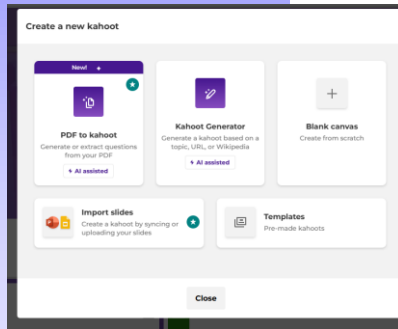 Create a new kahoot
New!
PDF to kahoot
Generate or extract questions
from your PDF
AI assisted
Kahoot Generator
Generate a kahoot based on a
topic, URL, or Wikipedia
AI assisted
Blank canvas
Create from scratch
Import slides
Create a kahoot by syncing or
uploading your slides
Templates
Pre-made kahoots
Close